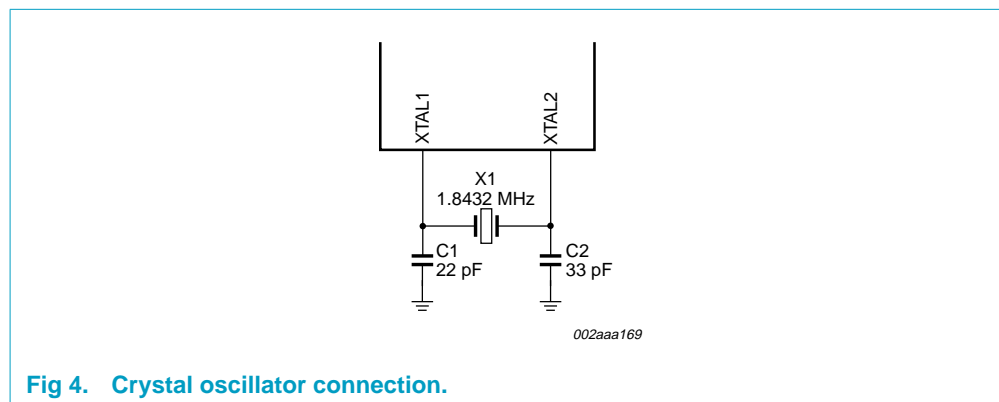 XTAL1
XTAL2
X1
1.8432 MHz
C1
22 pF
C2
33 pF
002aaa169
Fig 4. Crystal oscillator connection.